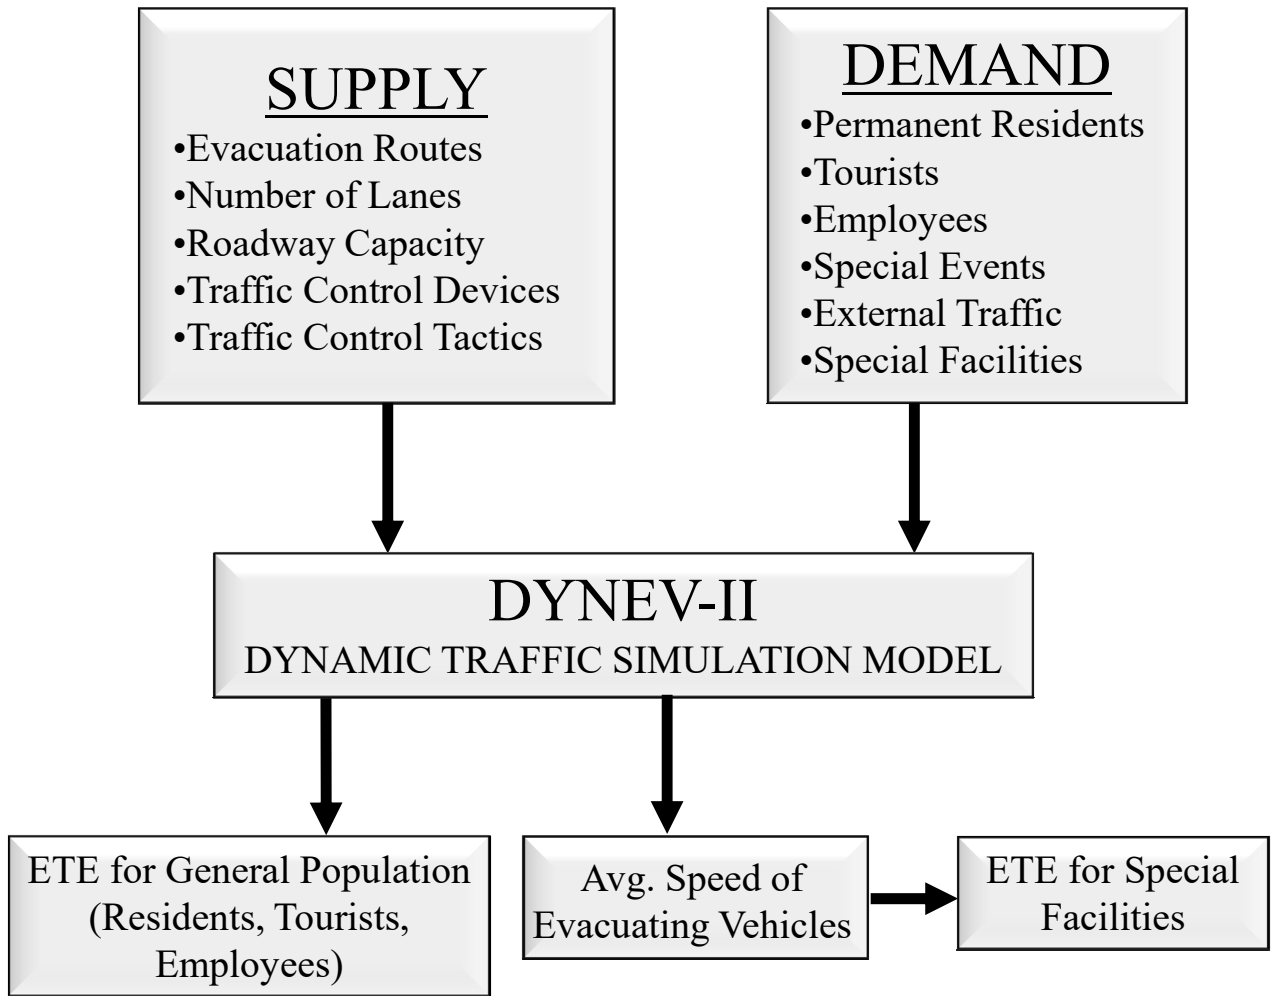 SUPPLY
•Evacuation Routes
•Number of Lanes
•Roadway Capacity
•Traffic Control Devices
•Traffic Control Tactics
DEMAND
•Permanent Residents
•Tourists
•Employees
•Special Events
•External Traffic
•Special Facilities
DYNEV-II
DYNAMIC TRAFFIC SIMULATION MODEL
ETE for General Population
(Residents, Tourists,
Employees)
Avg. Speed of
Evacuating Vehicles
ETE for Special
Facilities